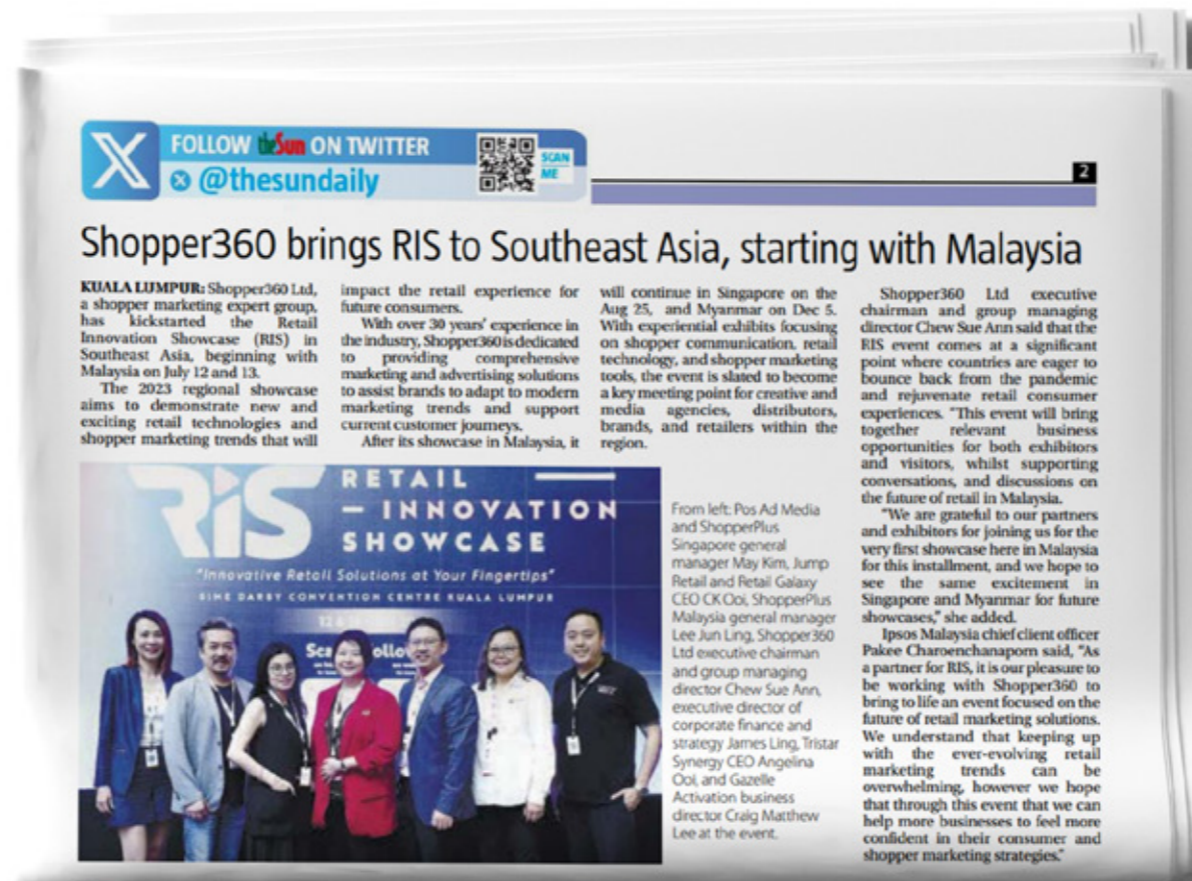 FOLLOW theSun ON TWITTER
@thesundaily
SCAN
ME
2
Shopper360 brings RIS to Southeast Asia, starting with Malaysia
KUALA LUMPUR: Shopper360 Ltd,
a shopper marketing expert group,
has kickstarted the Retail
Innovation Showcase (RIS) in
Southeast Asia, beginning with
Malaysia on July 12 and 13.
The 2023 regional showcase
aims to demonstrate new and
exciting retail technologies and
shopper marketing trends that will
impact the retail experience for
future consumers.
With over 30 years' experience in
the industry, Shopper360 is dedicated
to providing comprehensive
marketing and advertising solutions
to assist brands to adapt to modern
marketing trends and support
current customer journeys.
After its showcase in Malaysia, it
will continue in Singapore on the
Aug 25, and Myanmar on Dec 5.
With experiential exhibits focusing
on shopper communication, retail
technology, and shopper marketing
tools, the event is slated to become
a key meeting point for creative and
media agencies, distributors,
brands, and retailers within the
region.
Shopper360 Ltd executive
chairman and group managing
director Chew Sue Ann said that the
RIS event comes at a significant
point where countries are eager to
bounce back from the pandemic
and rejuvenate retail consumer
experiences. "This event will bring
together relevant business
opportunities for both exhibitors
and visitors, whilst supporting
conversations, and discussions on
the future of retail in Malaysia.
"We are grateful to our partners
and exhibitors for joining us for the
very first showcase here in Malaysia
for this installment, and we hope to
see the same excitement in
Singapore and Myanmar for future
showcases," she added.
Ipsos Malaysia chief client officer
Pakee Charoenchanaporn said, "As
a partner for RIS, it is our pleasure to
be working with Shopper360 to
bring to life an event focused on the
future of retail marketing solutions.
We understand that keeping up
with the ever-evolving retail
marketing trends can be
overwhelming, however we hope
that through this event that we can
help more businesses to feel more
confident in their consumer and
shopper marketing strategies."
RiS
RETAIL
— INNOVATION
SHOWCASE
"Innovative Retail Solutions at Your Fingertips"
SIME DARBY CONVENTION CENTRE KUALA LUMPUR
From left: Pos Ad Media
and ShopperPlus
Singapore general
manager May Kim, Jump
Retail and Retail Galaxy
CEO CK Ooi, ShopperPlus
Malaysia general manager
Lee Jun Ling, Shopper360
Ltd executive chairman
and group managing
director Chew Sue Ann,
executive director of
corporate finance and
strategy James Ling, Tristar
Synergy CEO Angelina
Ooi, and Gazelle
Activation business
director Craig Matthew
Lee at the event.